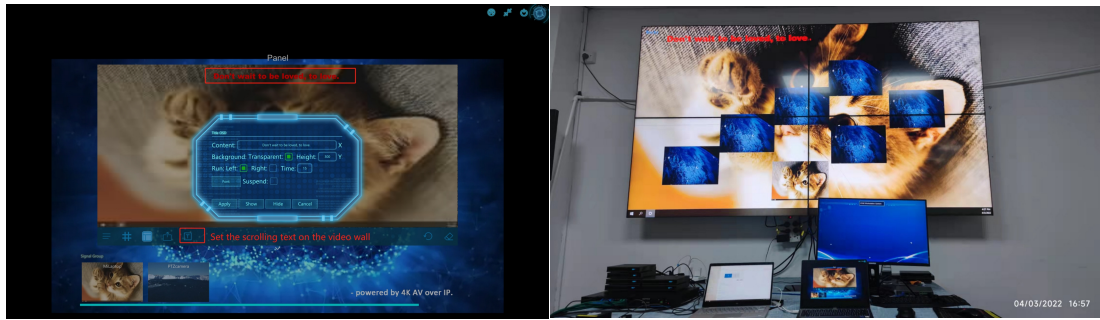 Panel
Don't wait to be loved, to love.
Content: Don't wait to be loved, to love X
Background: Transparent: Height: Y
Run: Left: Right: Time:
Suspend:
Apply Show Hide Cancel
Set the scrolling text on the video wall
Signal Group
PTZcamera
- powered by 4K AV over IP.
Don't wait to be loved, to love.
04/03/2022 16:57